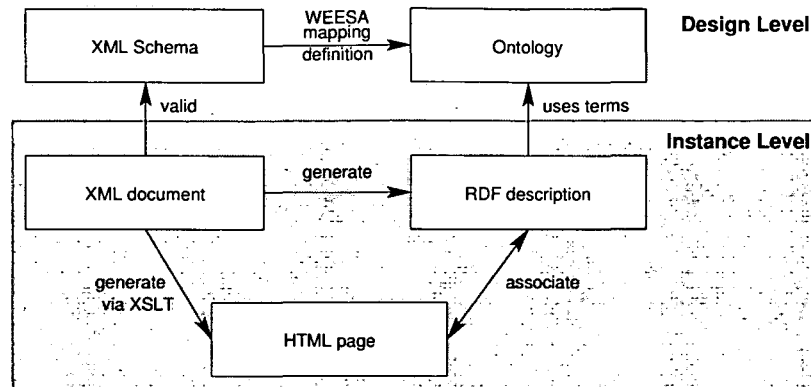 WEESA
mapping
definition
XML Schema
Ontology
Design Level
valid
uses terms
Instance Level
XML document
generate
RDF description
generate
via XSLT
associate
HTML page